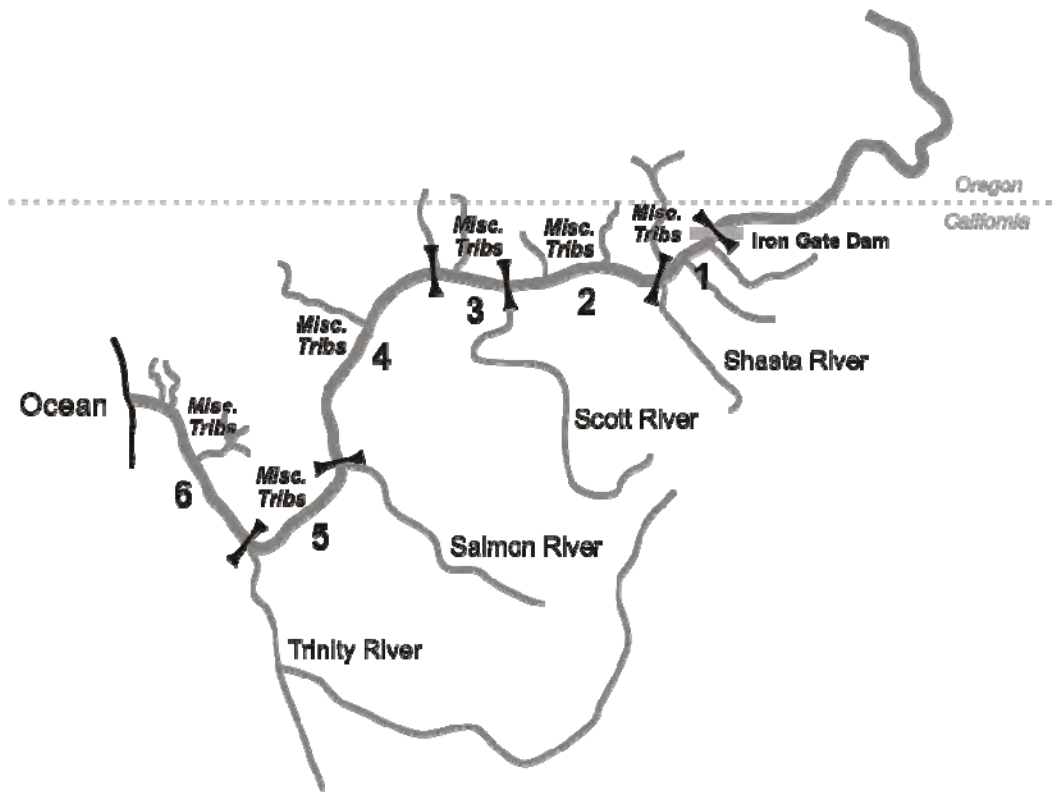 Oregon
California
Misc.
Tribs
Iron Gate Dam
1
Misc.
Tribs
Misc.
Tribs
3
2
Misc.
Tribs
4
Shasta River
Ocean
Misc.
Tribs
Scott River
Misc.
Tribs
6
5
Salmon River
Trinity River